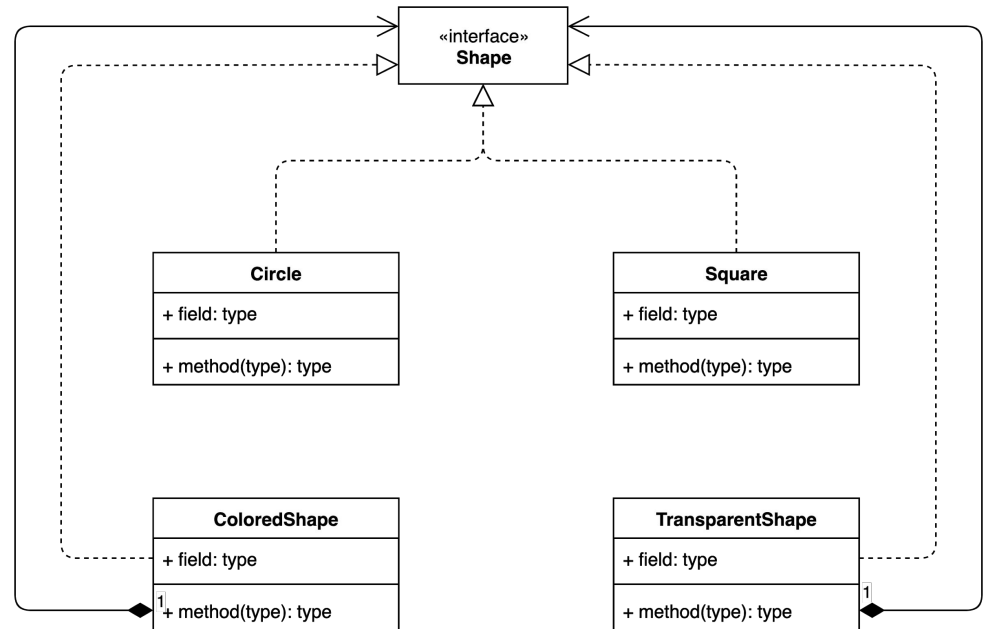 «interface»
Shape
Circle
+ field: type
+ method(type): type
Square
+ field: type
+ method(type): type
ColoredShape
+ field: type
1
+ method(type): type
TransparentShape
+ field: type
+ method(type): type
1